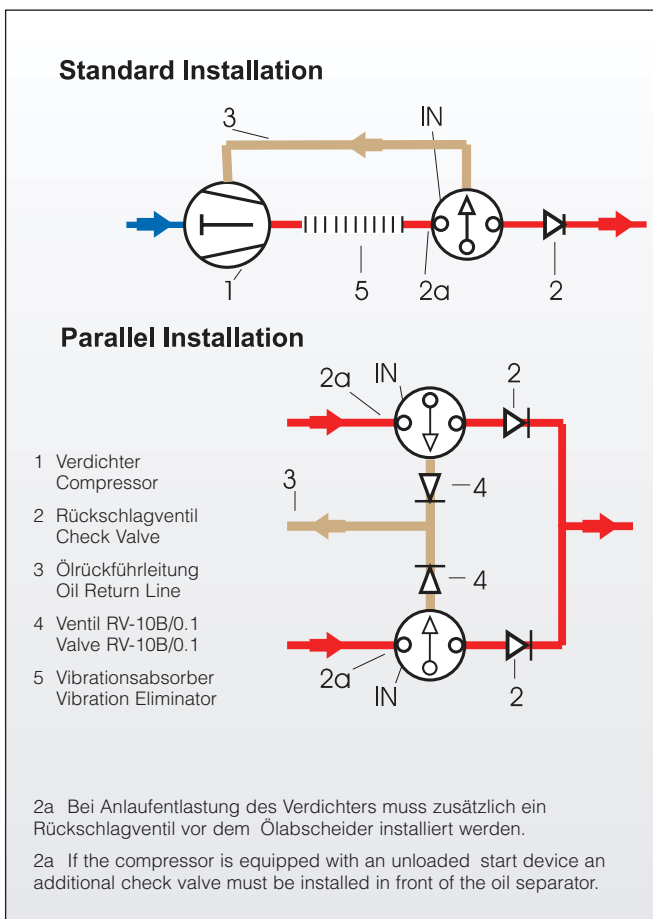 Standard Installation
3
IN
1
5
2a
2
Parallel Installation
2a
IN
2
1 Verdichter
Compressor
2 Rückschlagventil
Check Valve
3 Ölrückführleitung
Oil Return Line
4 Ventil RV-10B/0.1
Valve RV-10B/0.1
5 Vibrationsabsorber
Vibration Eliminator
3
4
4
2a
IN
2
2a Bei Anlaufentlastung des Verdichters muss zusätzlich ein
Rückschlagventil vor dem Ölabscheider installiert werden.
2a If the compressor is equipped with an unloaded start device an
additional check valve must be installed in front of the oil separator.